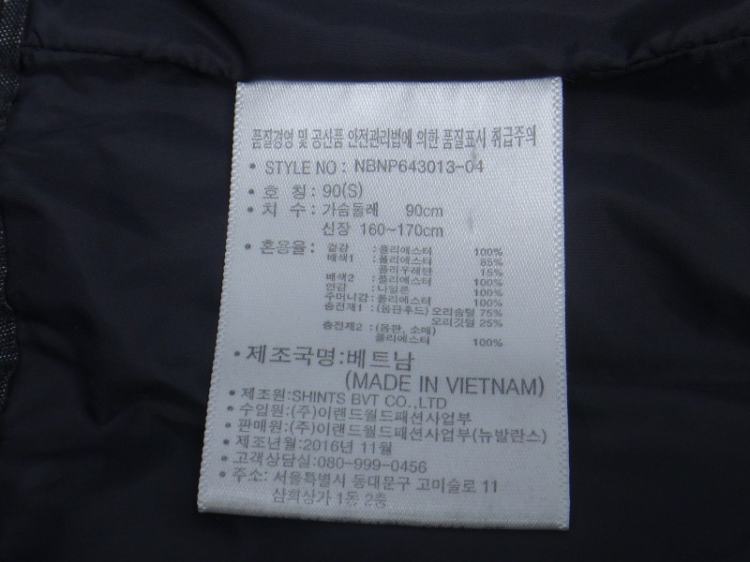 품질경영 및 공산품 안전관리법에 의한 품질표시 취급주의
• STYLE NO : NBNP643013-04
• 호 칭 : 90(S)
• 치 수 : 가슴둘레 90cm
신장 160~170cm
• 혼용율 : 겉감 : 폴리에스터 100%
배색1 : 폴리에스터 85%
폴리우레탄 15%
배색2 : 폴리에스터 100%
안감 : 나일론 100%
주머니감 : 폴리에스터 100%
충전재1 : (몸판후드) 오리솜털 75%
오리깃털 25%
충전재2 : (몸판, 소매)
폴리에스터 100%
• 제조국명:베트남
(MADE IN VIETNAM)
• 제조원:SHINTS BVT CO.,LTD
• 수입원:(주)이랜드월드패션사업부
• 판매원:(주)이랜드월드패션사업부(뉴발란스)
• 제조년월:2016년 11월
• 고객상담실:080-999-0456
• 주소: 서울특별시 동대문구 고미술로 11
삼희상가 1동 2층